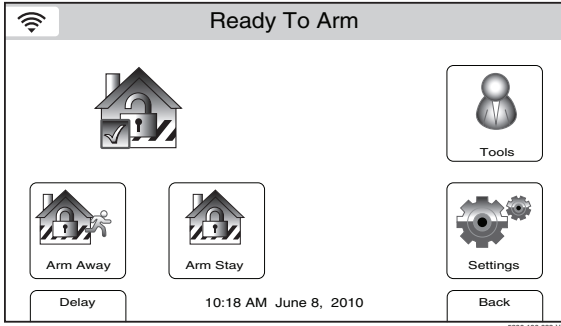 Ready To Arm
Tools
Arm Away
Arm Stay
Settings
Delay
10:18 AM June 8, 2010
Back